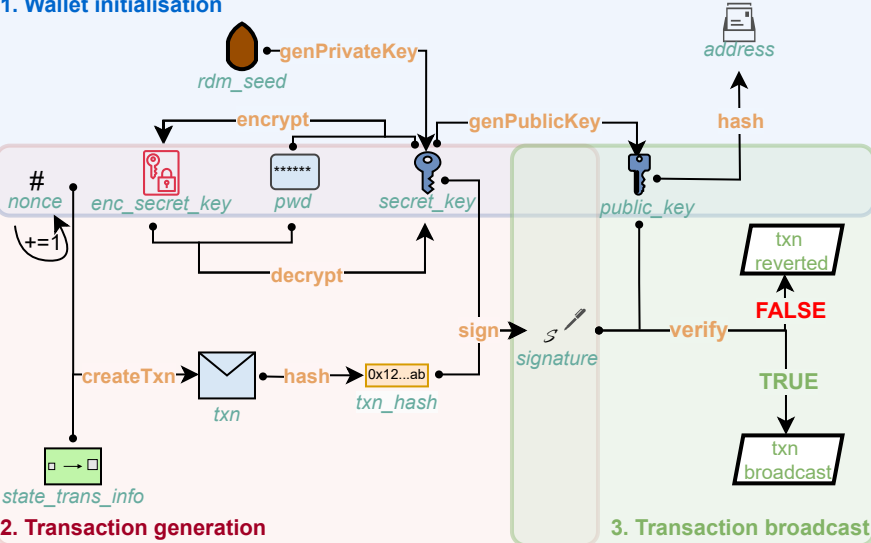 1. Wallet initialisation
genPrivateKey
rdm_seed
address
encrypt
genPublicKey
hash
#
nonce
enc_secret_key
******
pwd
secret_key
public_key
+=1
decrypt
txn
reverted
FALSE
sign
signature
verify
createTxn
txn
hash
0x12...ab
txn_hash
TRUE
txn
broadcast
state_trans_info
2. Transaction generation
3. Transaction broadcast